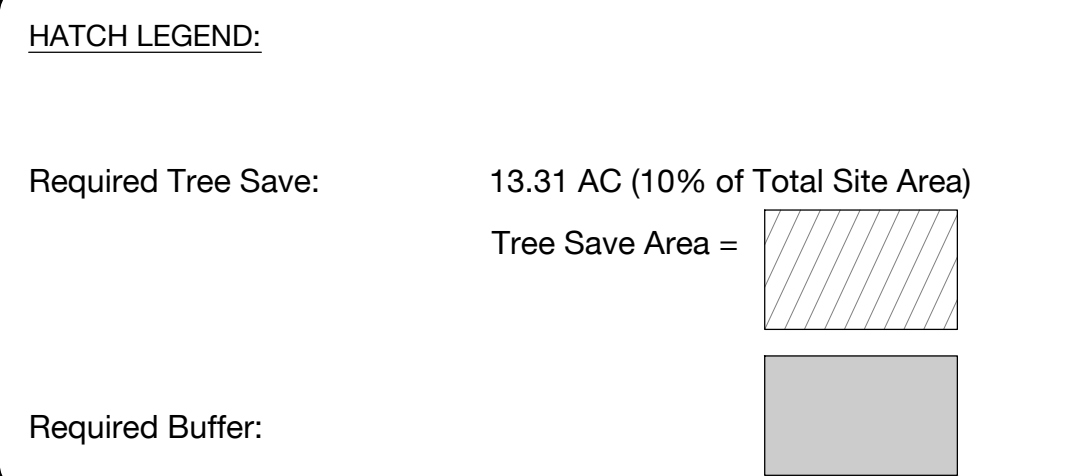 HATCH LEGEND:
Required Tree Save: 13.31 AC (10% of Total Site Area)
Tree Save Area =
Required Buffer: